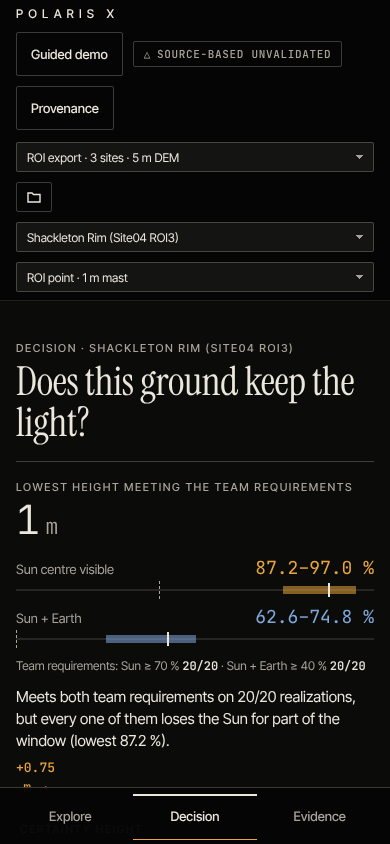 POLARIS X
Guided demo
△ SOURCE-BASED UNVALIDATED
Provenance
ROI export · 3 sites · 5 m DEM
Shackleton Rim (Site04 ROI3)
ROI point · 1 m mast
DECISION · SHACKLETON RIM (SITE04 ROI3)
Does this ground keep the
light?
LOWEST HEIGHT MEETING THE TEAM REQUIREMENTS
1 m
Sun centre visible 87.2–97.0 %
Sun + Earth 62.6–74.8 %
Team requirements: Sun ≥ 70 % 20/20 · Sun + Earth ≥ 40 % 20/20
Meets both team requirements on 20/20 realizations,
but every one of them loses the Sun for part of the
window (lowest 87.2 %).
+0.75
Explore Decision Evidence
CERTAINTY HEIGHT